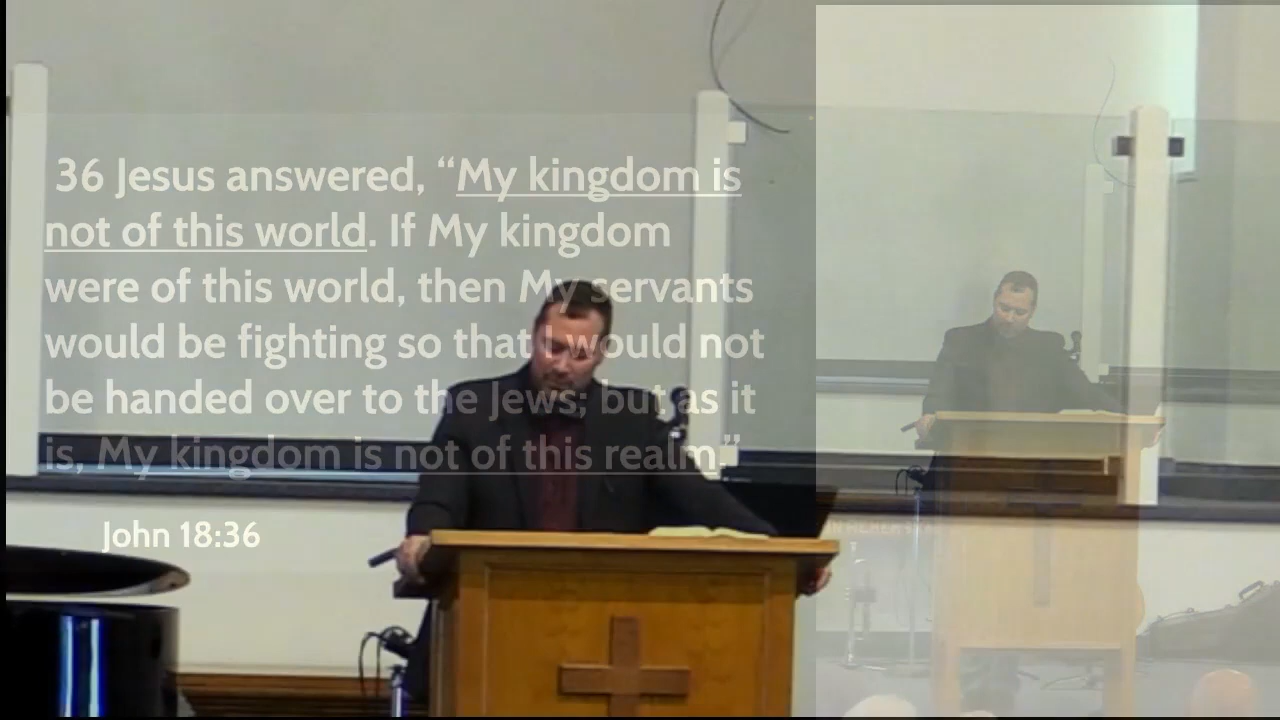 36 Jesus answered, “My kingdom is
not of this world. If My kingdom
were of this world, then My servants
would be fighting so that I would not
be handed over to the Jews; but as it
is, My kingdom is not of this realm.”
John 18:36